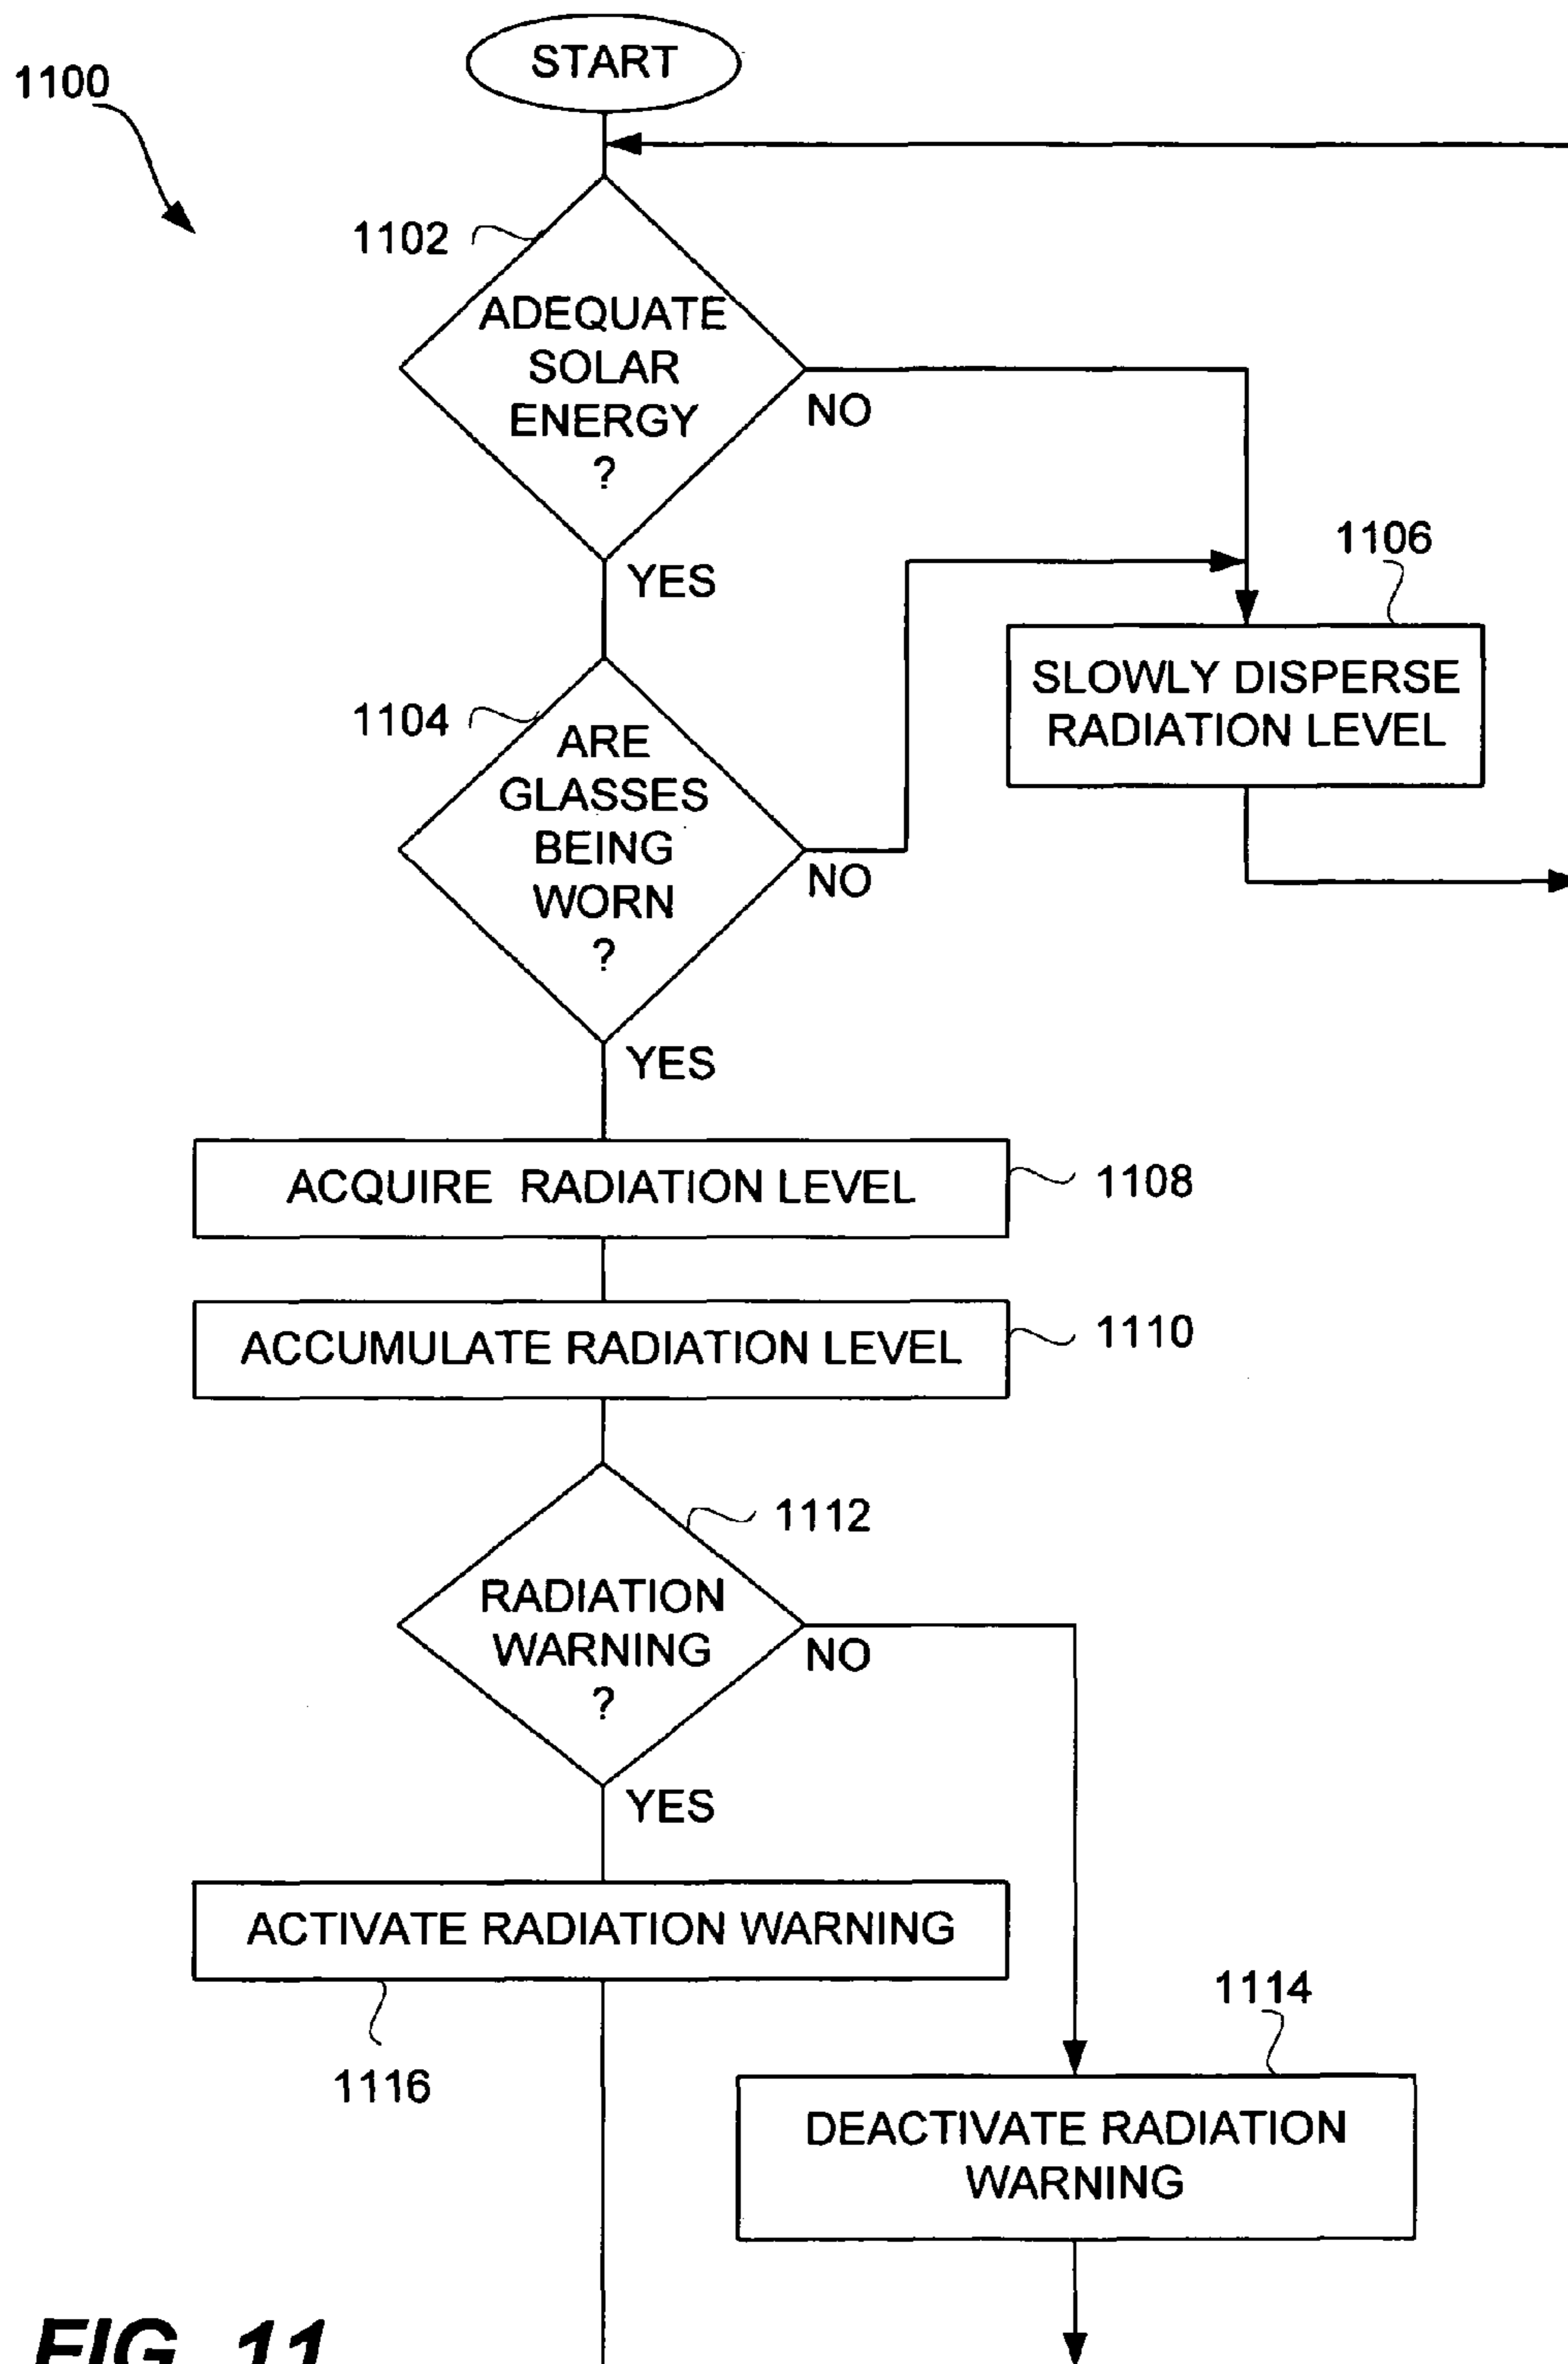 START
1100
1102
ADEQUATE
SOLAR
ENERGY
?
NO
YES
1106
SLOWLY DISPERSE
RADIATION LEVEL
1104
ARE
GLASSES
BEING
WORN
?
NO
YES
ACQUIRE RADIATION LEVEL
1108
ACCUMULATE RADIATION LEVEL
1110
1112
RADIATION
WARNING
?
NO
YES
ACTIVATE RADIATION WARNING
1116
1114
DEACTIVATE RADIATION
WARNING
FIG. 11